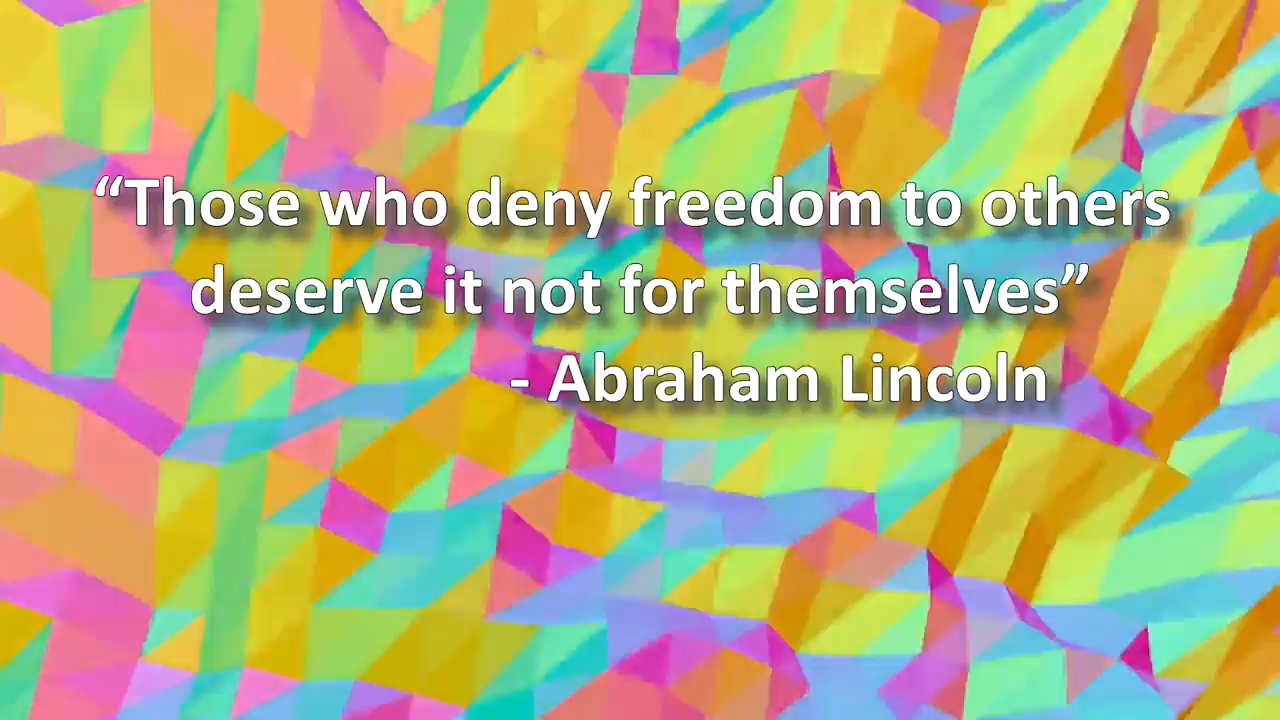 “Those who deny freedom to others
deserve it not for themselves”
- Abraham Lincoln